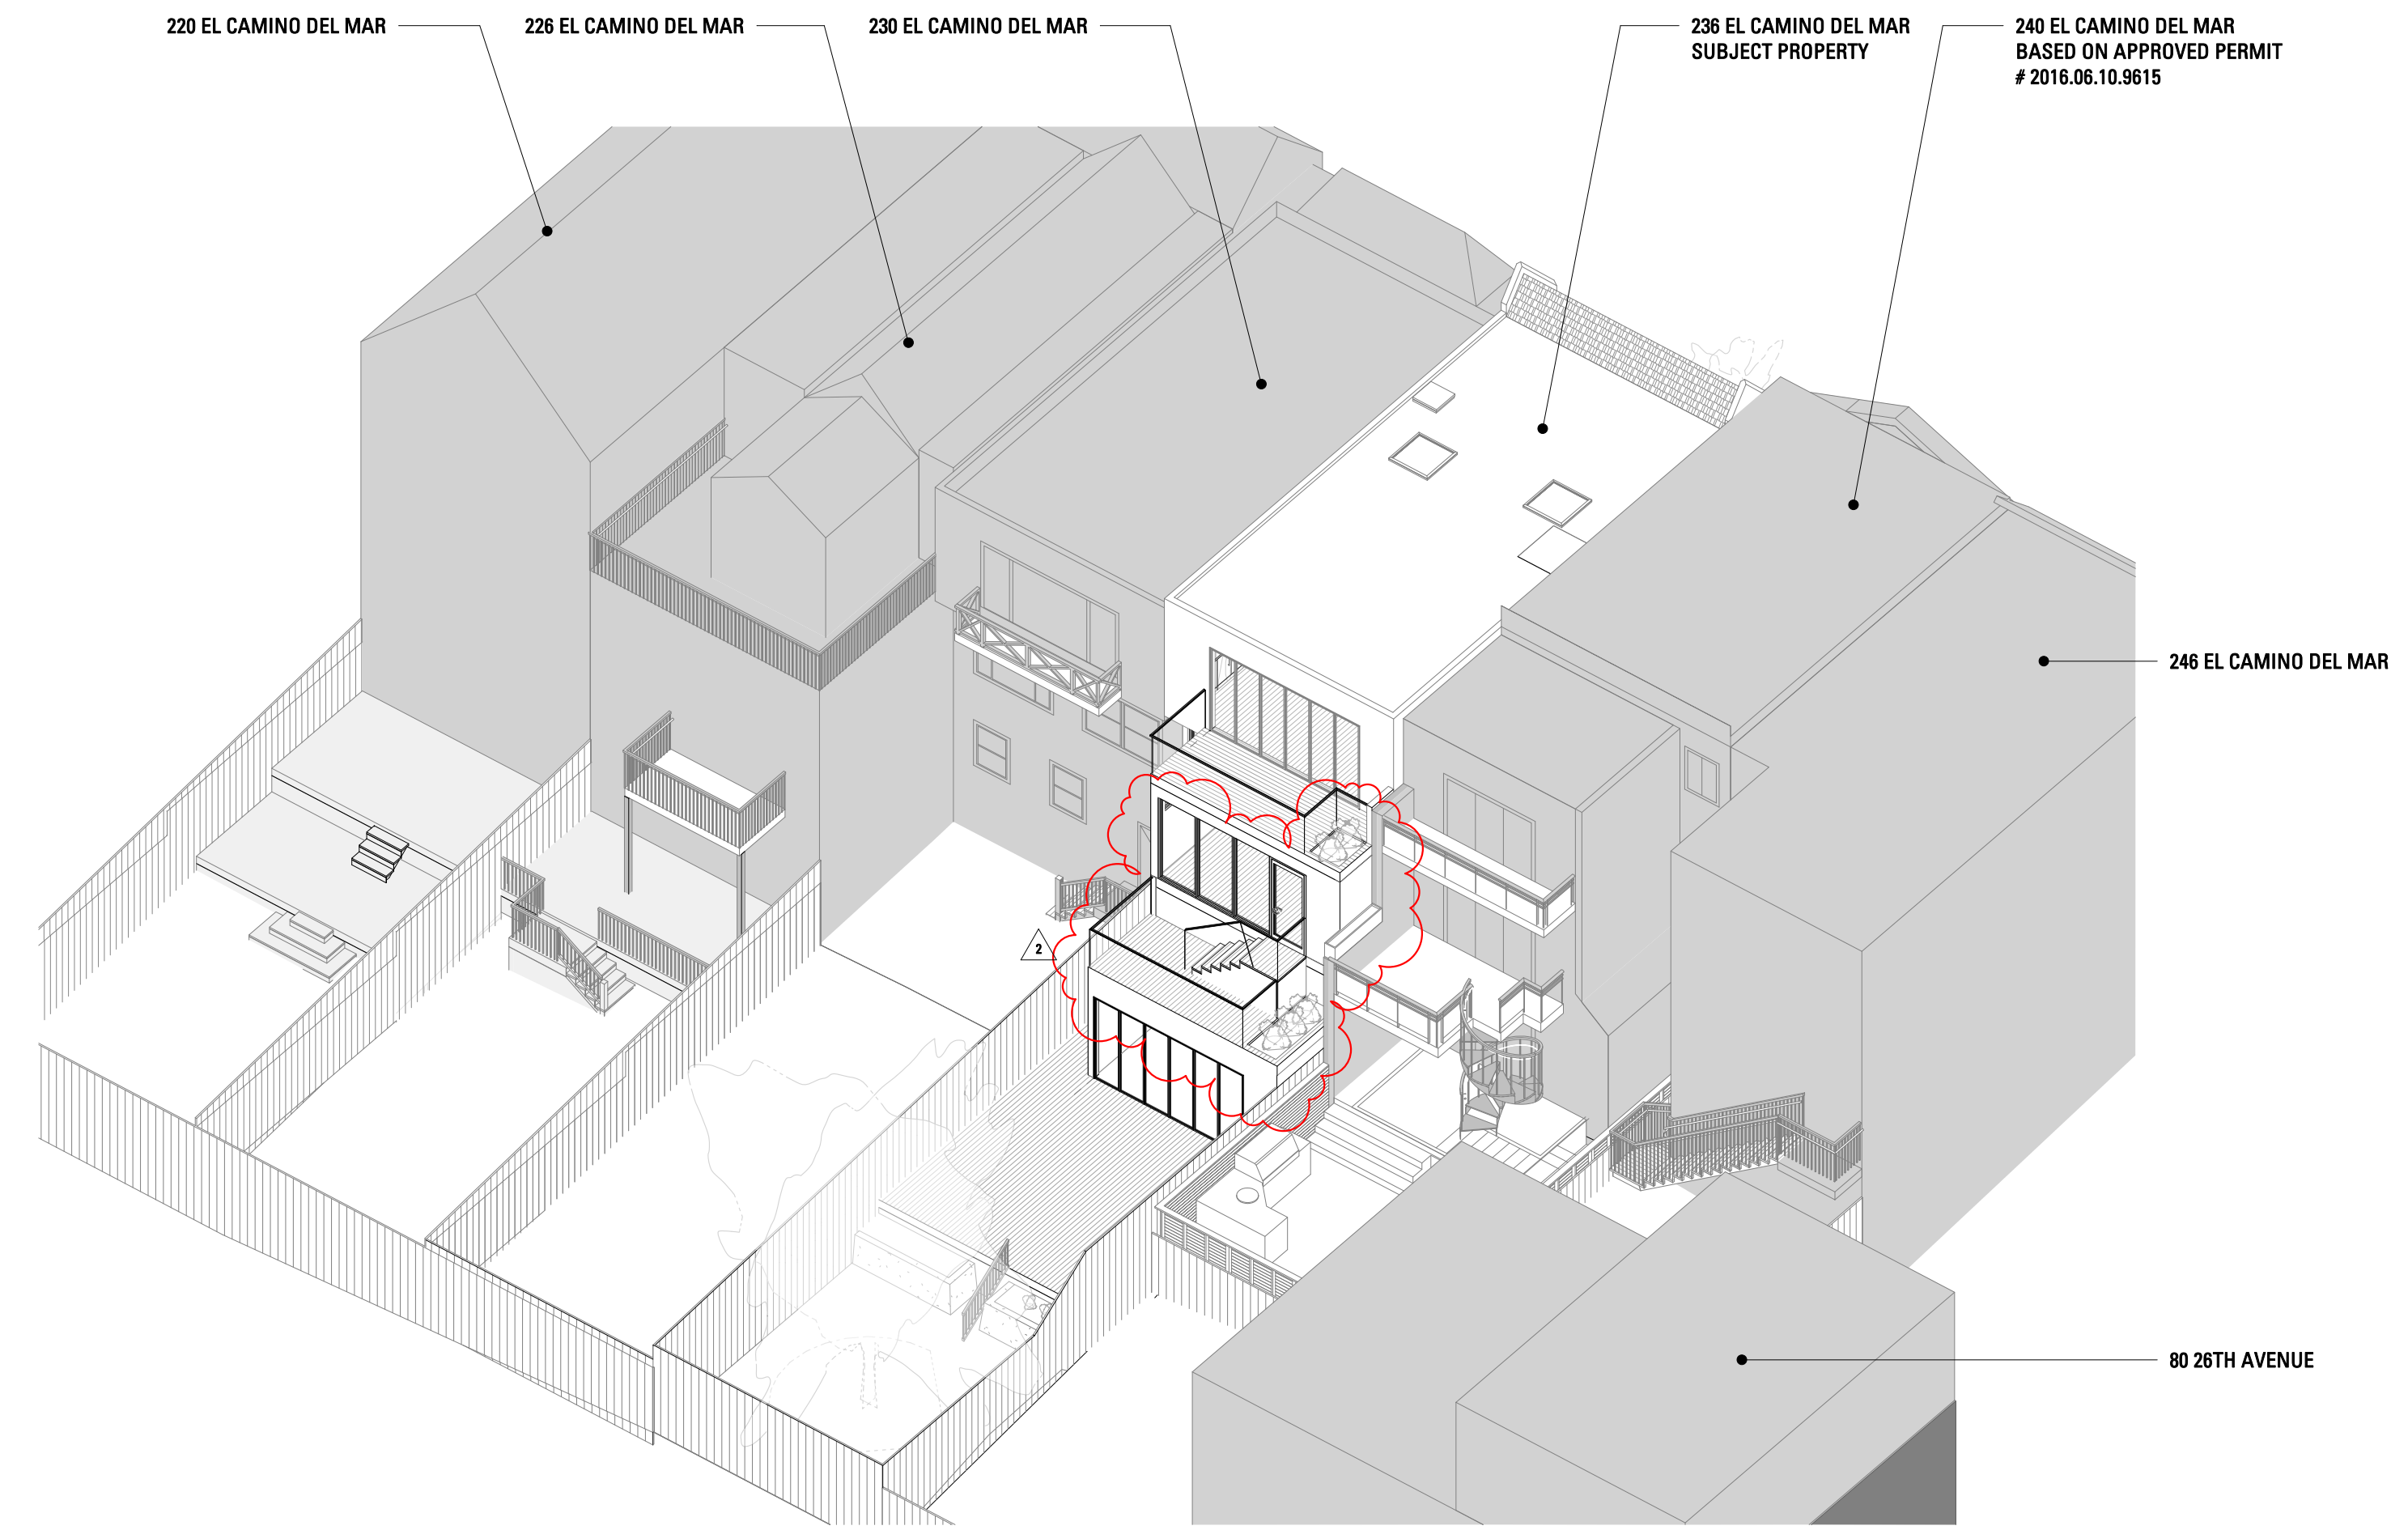 220 EL CAMINO DEL MAR
226 EL CAMINO DEL MAR
230 EL CAMINO DEL MAR
236 EL CAMINO DEL MAR
SUBJECT PROPERTY
240 EL CAMINO DEL MAR
BASED ON APPROVED PERMIT
# 2016.06.10.9615
246 EL CAMINO DEL MAR
2
80 26TH AVENUE